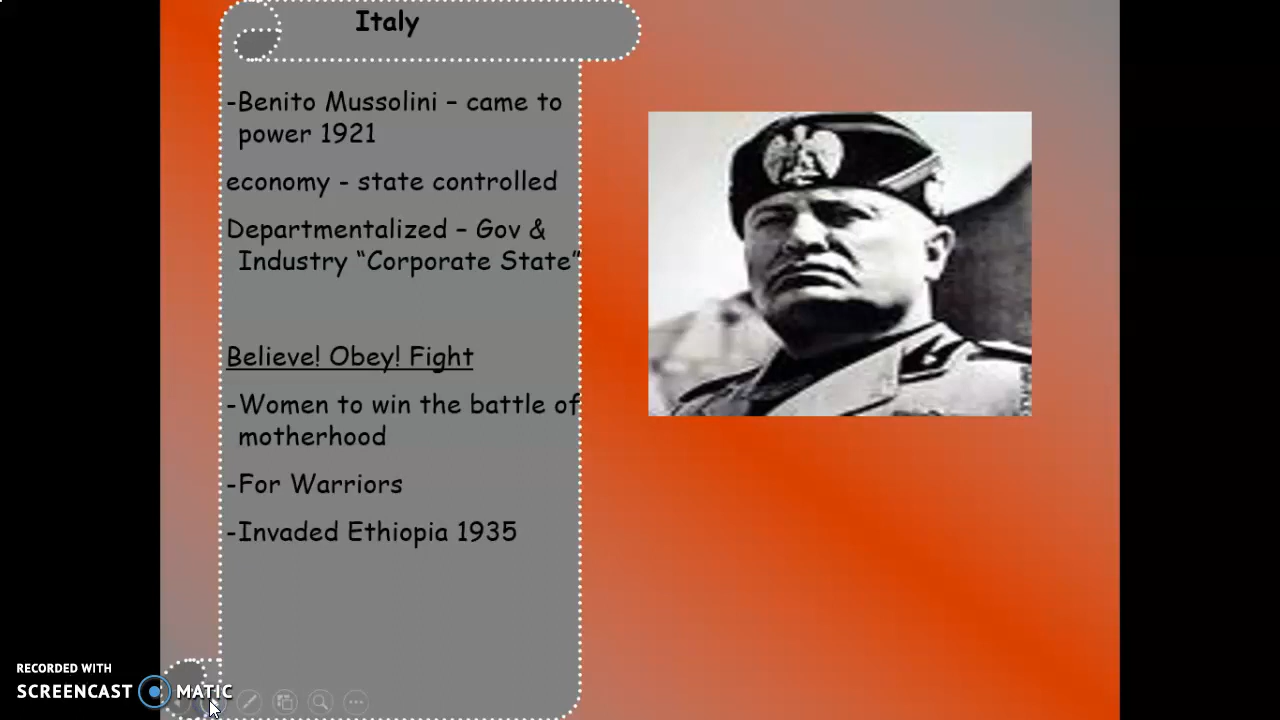 Italy
-Benito Mussolini – came to
power 1921
economy - state controlled
Departmentalized – Gov &
Industry “Corporate State”
Believe! Obey! Fight
-Women to win the battle of
motherhood
-For Warriors
-Invaded Ethiopia 1935
RECORDED WITH
SCREENCAST MATIC